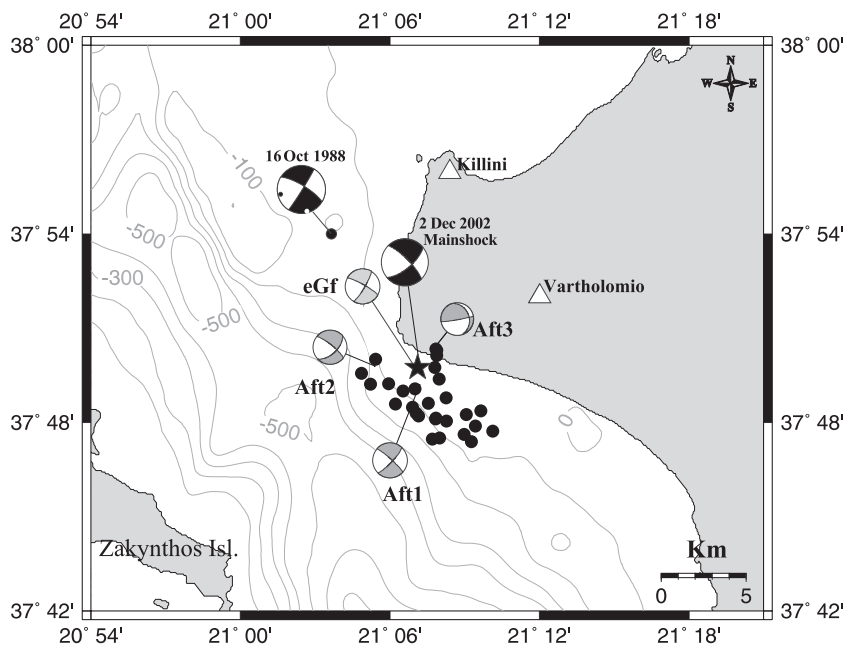 20˚ 54' 21˚ 00' 21˚ 06' 21˚ 12' 21˚ 18'
38˚ 00' 38˚ 00'
N
W E
S
16 Oct 1988
Killini
-100
2 Dec 2002
Mainshock
37˚ 54' 37˚ 54'
-500
-300
eGf
Vartholomio
-500
Aft3
Aft2
37˚ 48' 37˚ 48'
-500
0
Aft1
Zakynthos Isl.
Km
0 5
37˚ 42' 37˚ 42'
20˚ 54' 21˚ 00' 21˚ 06' 21˚ 12' 21˚ 18'